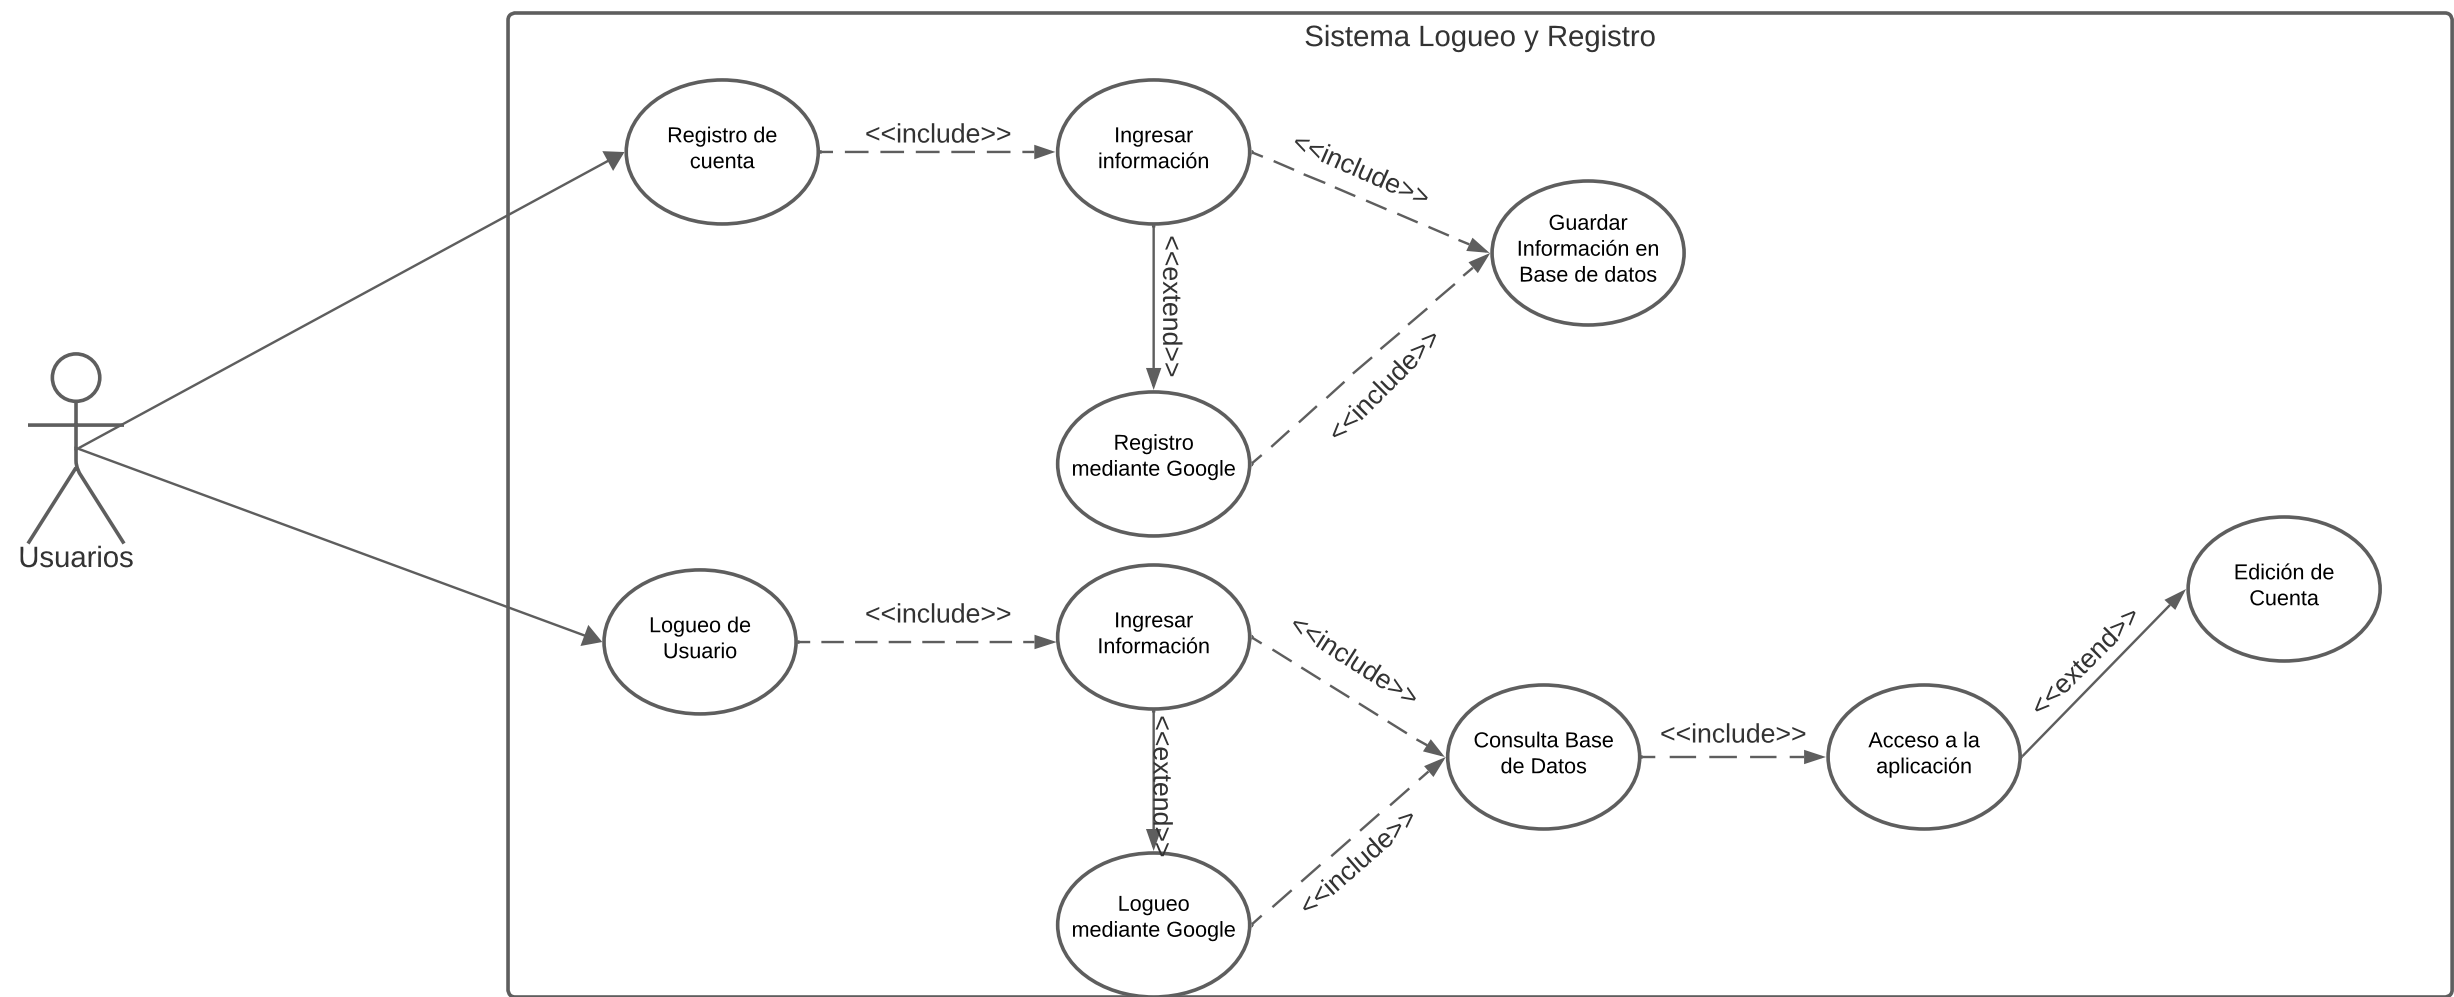 Sistema Logueo y Registro
Registro de
cuenta
<<include>>
Ingresar
información
<<include>>
Guardar
Información en
Base de datos
<<extend>>
<<include>>
Registro
mediante Google
Usuarios
Logueo de
Usuario
<<include>>
Ingresar
Información
<<include>>
<<extend>>
Consulta Base
de Datos
<<include>>
Acceso a la
aplicación
<<extend>>
Edición de
Cuenta
<<include>>
Logueo
mediante Google